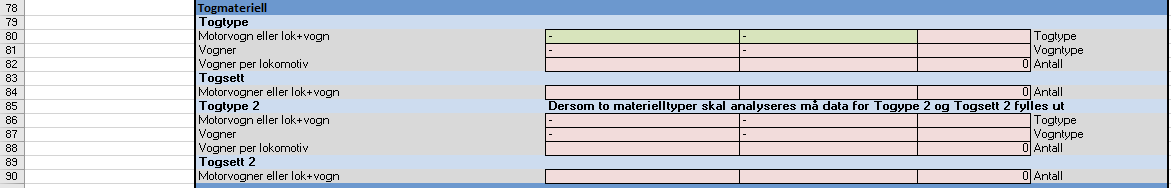 78 Togmateriell
79 Togtype
80 Motorvogn eller lok+vogn - - Togtype
81 Vogner - - Vogntype
82 Vogner per lokomotiv 0 Antall
83 Togsett
84 Motorvogner eller lok+vogn 0 Antall
85 Togtype 2 Dersom to materielltyper skal analyseres må data for Togype 2 og Togsett 2 fylles ut
86 Motorvogn eller lok+vogn - - Togtype
87 Vogner - - Vogntype
88 Vogner per lokomotiv 0 Antall
89 Togsett 2
90 Motorvogner eller lok+vogn 0 Antall